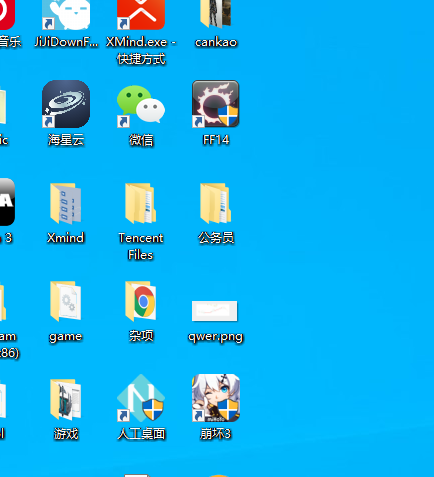 音乐
JiJiDownF...
XMind.exe -
快捷方式
cankao
ic
海星云
微信
FF14
A
3
Xmind
Tencent
Files
公务员
am
game
杂项
qwer.png
86)
游戏
人工桌面
崩坏3